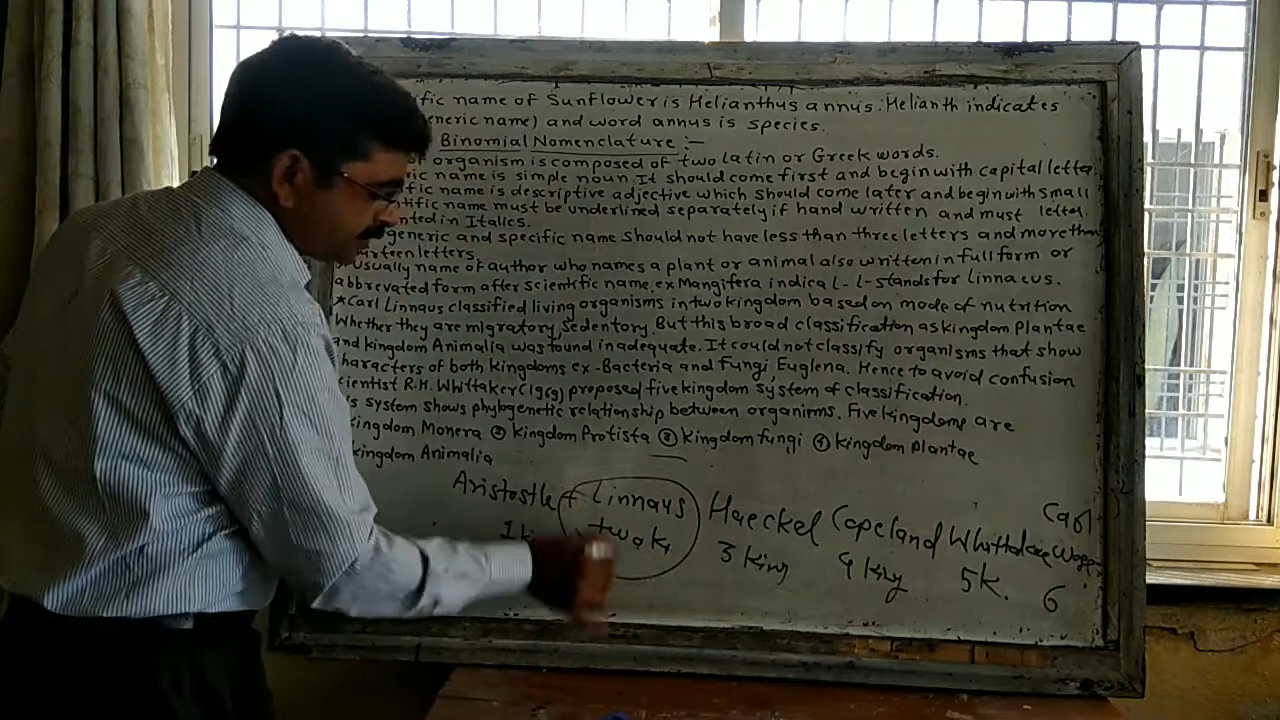 fic name of Sunflower is Helianthus annus. Helianth indicates
eneric name) and word annus is species.
Binomial Nomenclature :-
of organism is composed of two latin or Greek words.
ric name is simple noun. It should come first and begin with capital letter.
fic name is descriptive adjective which should come later and begin with small
ntific name must be underlined separately if hand written and must letter.
nted in Italics.
generic and specific name should not have less than three letters and more than
rteen letters.
Usually name of author who names a plant or animal also written in full form or
abbrevated form after scientific name. ex Mangifera indica L - L-stands for Linnaeus.
*Carl Linnaus classified living organisms in two kingdom based on mode of nutrition
Whether they are migratory, Sedentory. But this broad classification as kingdom Plantae
and kingdom Animalia was found inadequate. It could not classify organisms that show
characters of both kingdoms ex - Bacteria and fungi, Euglena. Hence to avoid confusion
cientist R.H. Whittaker (1969) proposed five kingdom system of classification.
s system shows phylogenetic relationship between organisms. Five kingdoms are
kingdom Monera ② kingdom Protista ③ kingdom fungi ④ kingdom Plantae
kingdom Animalia
Aristostle Linnaus Haeckel Copeland Carl
1 ki two k 3 king 4 king 5k. 6